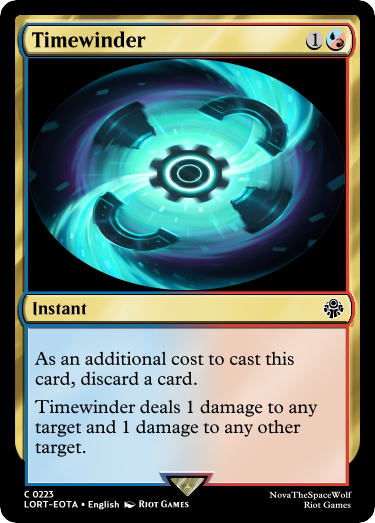 Timewinder 1
Instant
As an additional cost to cast this
card, discard a card.
Timewinder deals 1 damage to any
target and 1 damage to any other
target.
C 0223
LORT-EOTA • English RIOT GAMES
NovaTheSpaceWolf
Riot Games